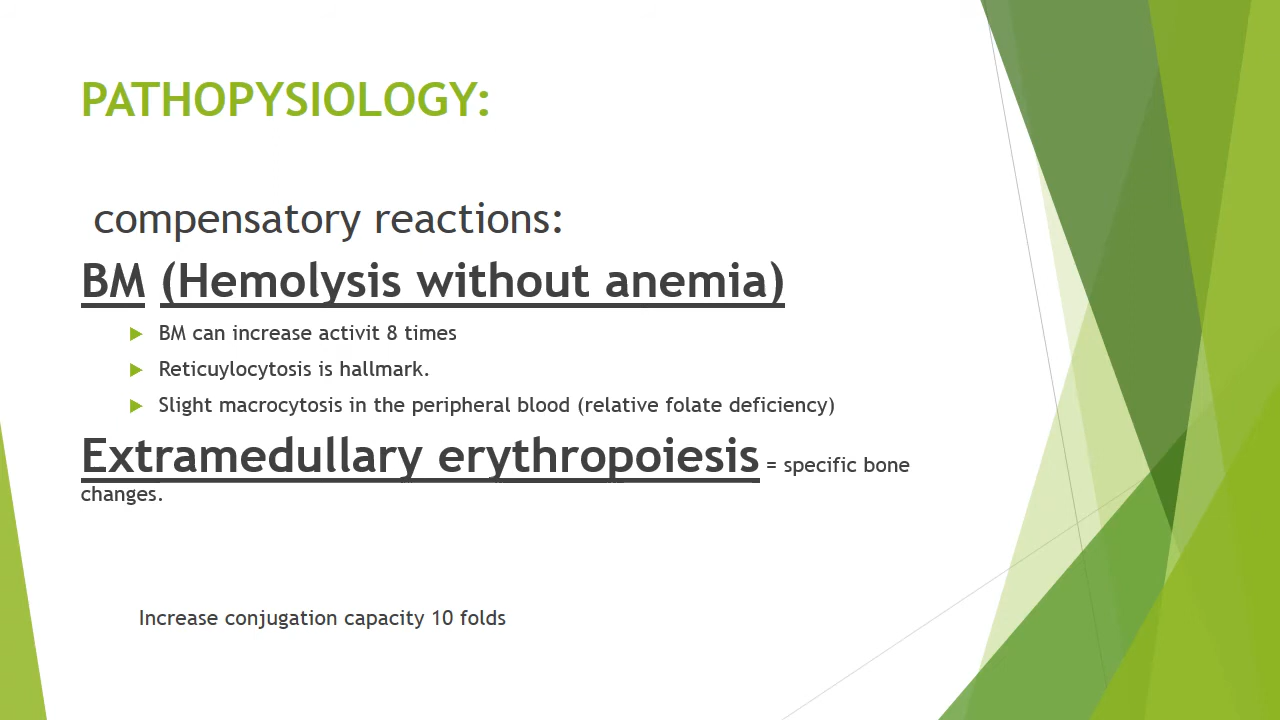 PATHOPYSIOLOGY:
compensatory reactions:
BM (Hemolysis without anemia)
BM can increase activit 8 times
Reticuylocytosis is hallmark.
Slight macrocytosis in the peripheral blood (relative folate deficiency)
Extramedullary erythropoiesis = specific bone
changes.
Increase conjugation capacity 10 folds